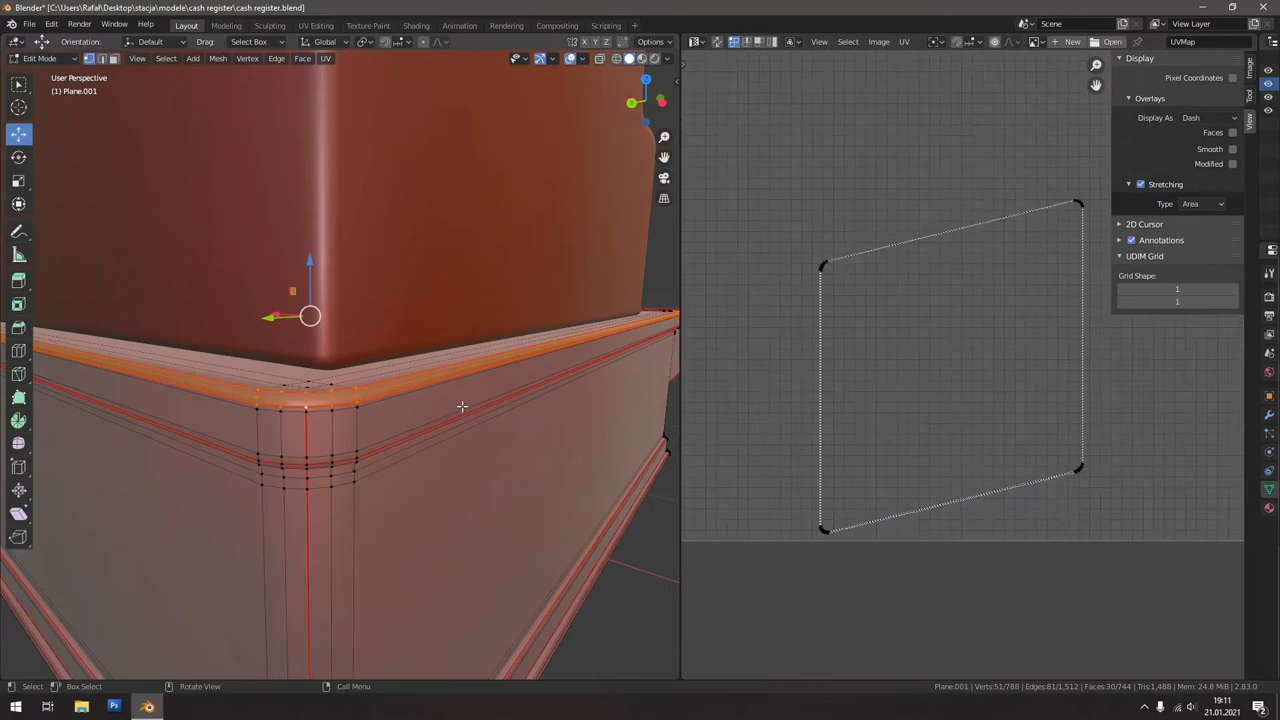 Blender* [C:\Users\Rafał\Desktop\stacja\modele\cash register\cash register.blend]
File Edit Render Window Help Layout Modeling Sculpting UV Editing Texture Paint Shading Animation Rendering Compositing Scripting + Scene View Layer
Orientation: Default Drag: Select Box Global X Y Z Options View Select Image UV New Open UVMap
Edit Mode View Select Add Mesh Vertex Edge Face UV
User Perspective
(1) Plane.001
Z
Y
Display
Pixel Coordinates
Overlays
Display As Dash
Faces
Smooth
Modified
Stretching
Type Area
2D Cursor
Annotations
UDIM Grid
Grid Shape:
1
1
Image
Tool
View
Select Box Select Rotate View Call Menu Plane.001 | Verts:51/788 | Edges:81/1,512 | Faces:30/744 | Tris:1,488 | Mem: 24.8 MiB | 2.83.0
Ps
19:11
21.01.2021
2